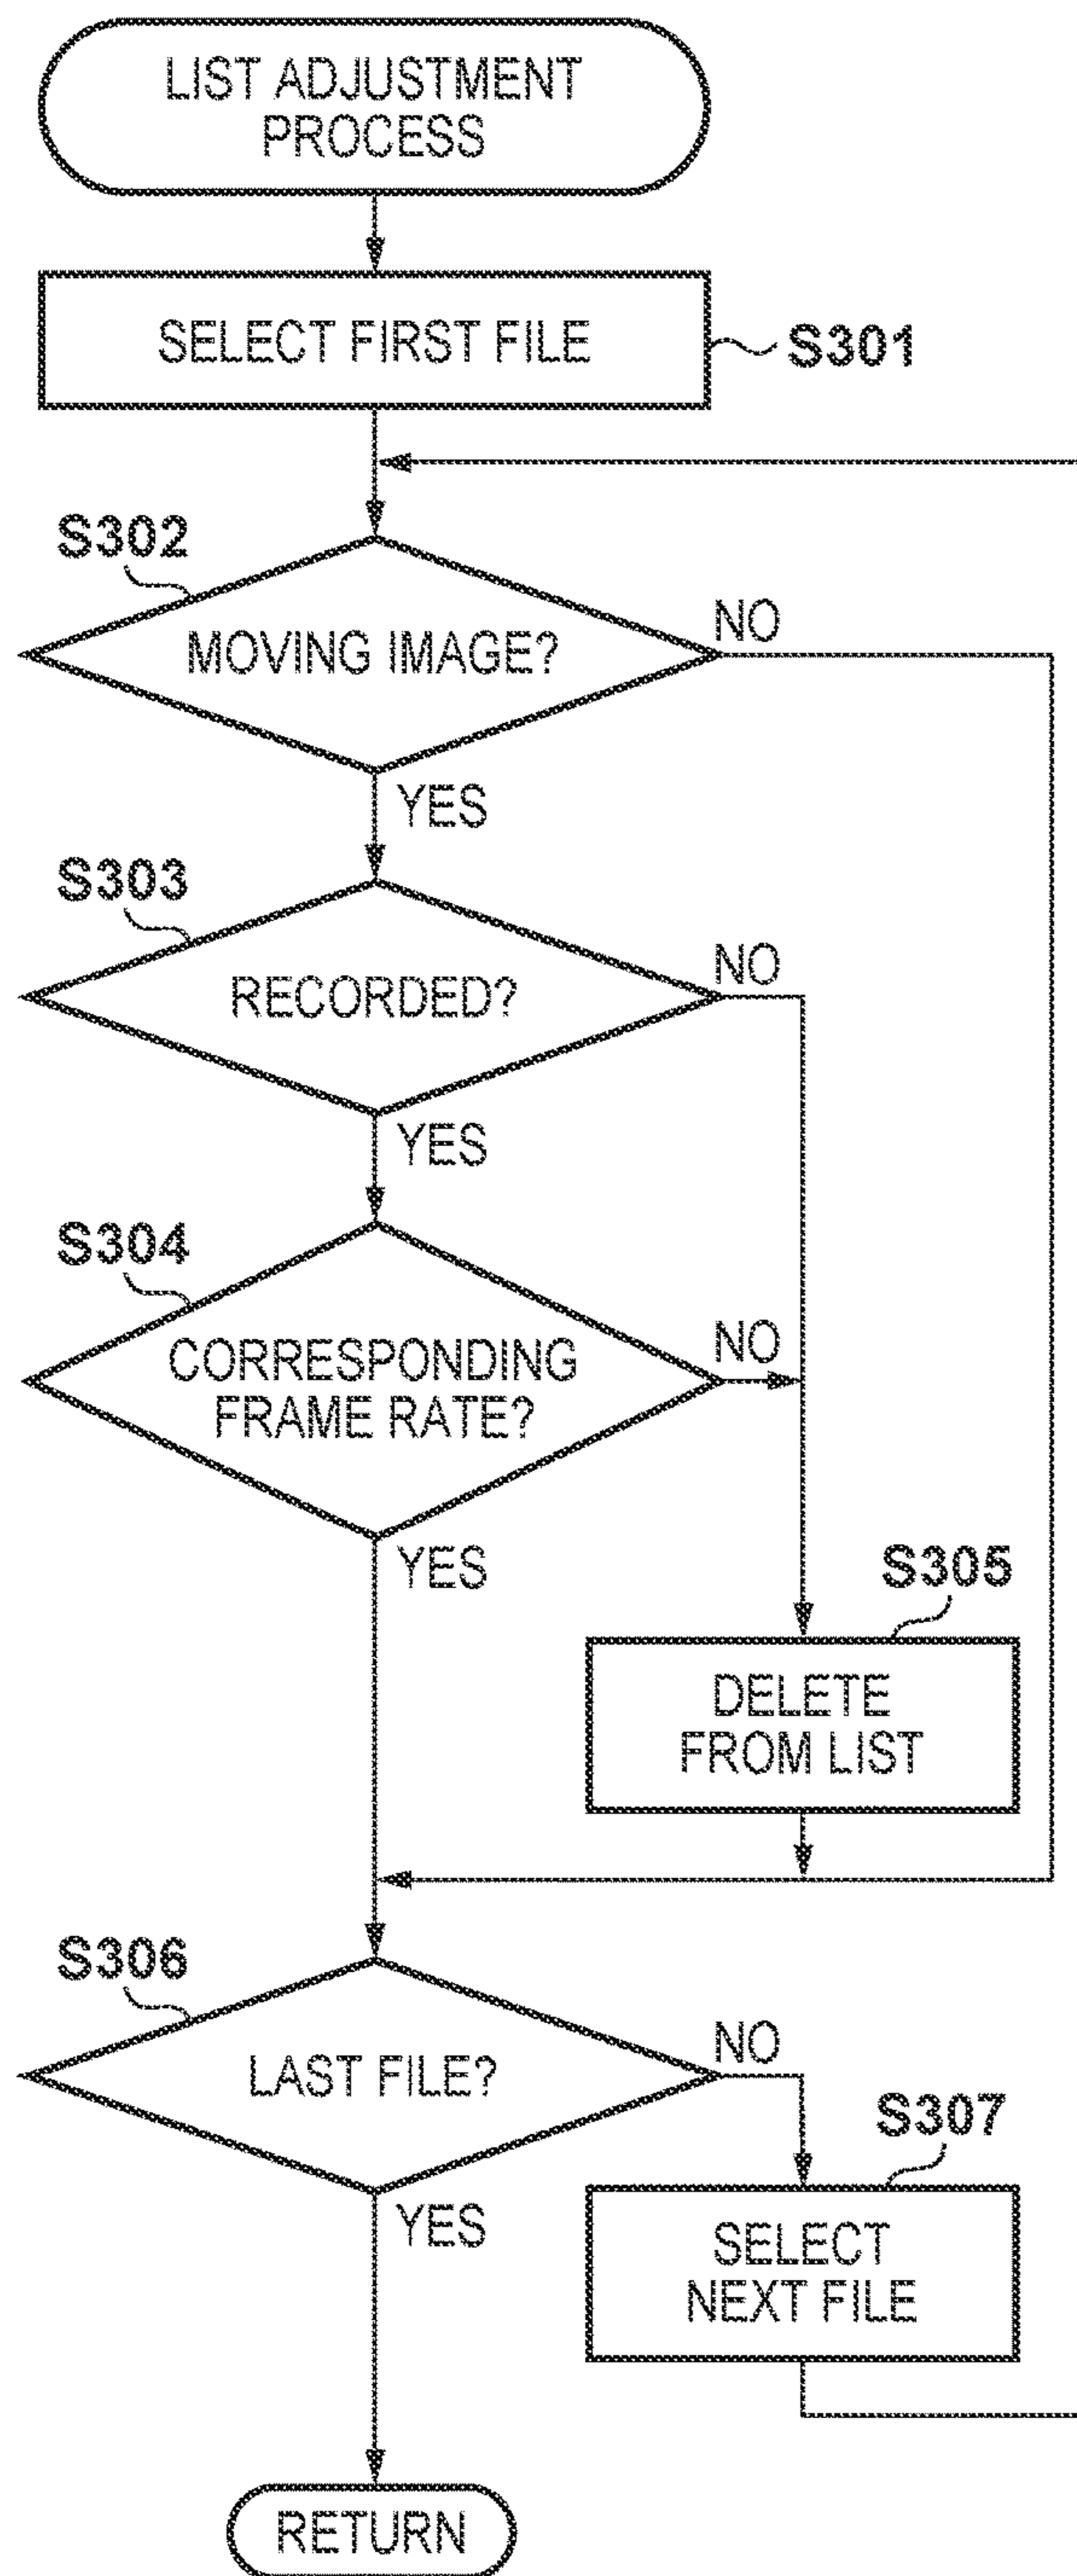 LIST ADJUSTMENT
PROCESS
SELECT FIRST FILE
S301
S302
MOVING IMAGE?
NO
YES
S303
RECORDED?
NO
YES
S304
CORRESPONDING
FRAME RATE?
NO
YES
S305
DELETE
FROM LIST
S306
LAST FILE?
NO
YES
S307
SELECT
NEXT FILE
RETURN